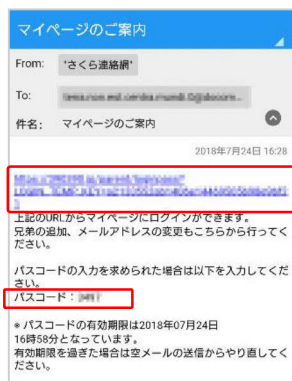 マイページのご案内
From: "さくら連絡網"
To:
件名: マイページのご案内
2018年7月24日 16:28
上記のURLからマイページにログインができます。
兄弟の追加、メールアドレスの変更もこちらから行ってく
ださい。
パスコードの入力を求められた場合は以下を入力してくだ
さい。
パスコード:
* パスコードの有効期限は2018年07月24日
16時58分となっています。
有効期限を過ぎた場合は空メールの送信からやり直してく
ださい。